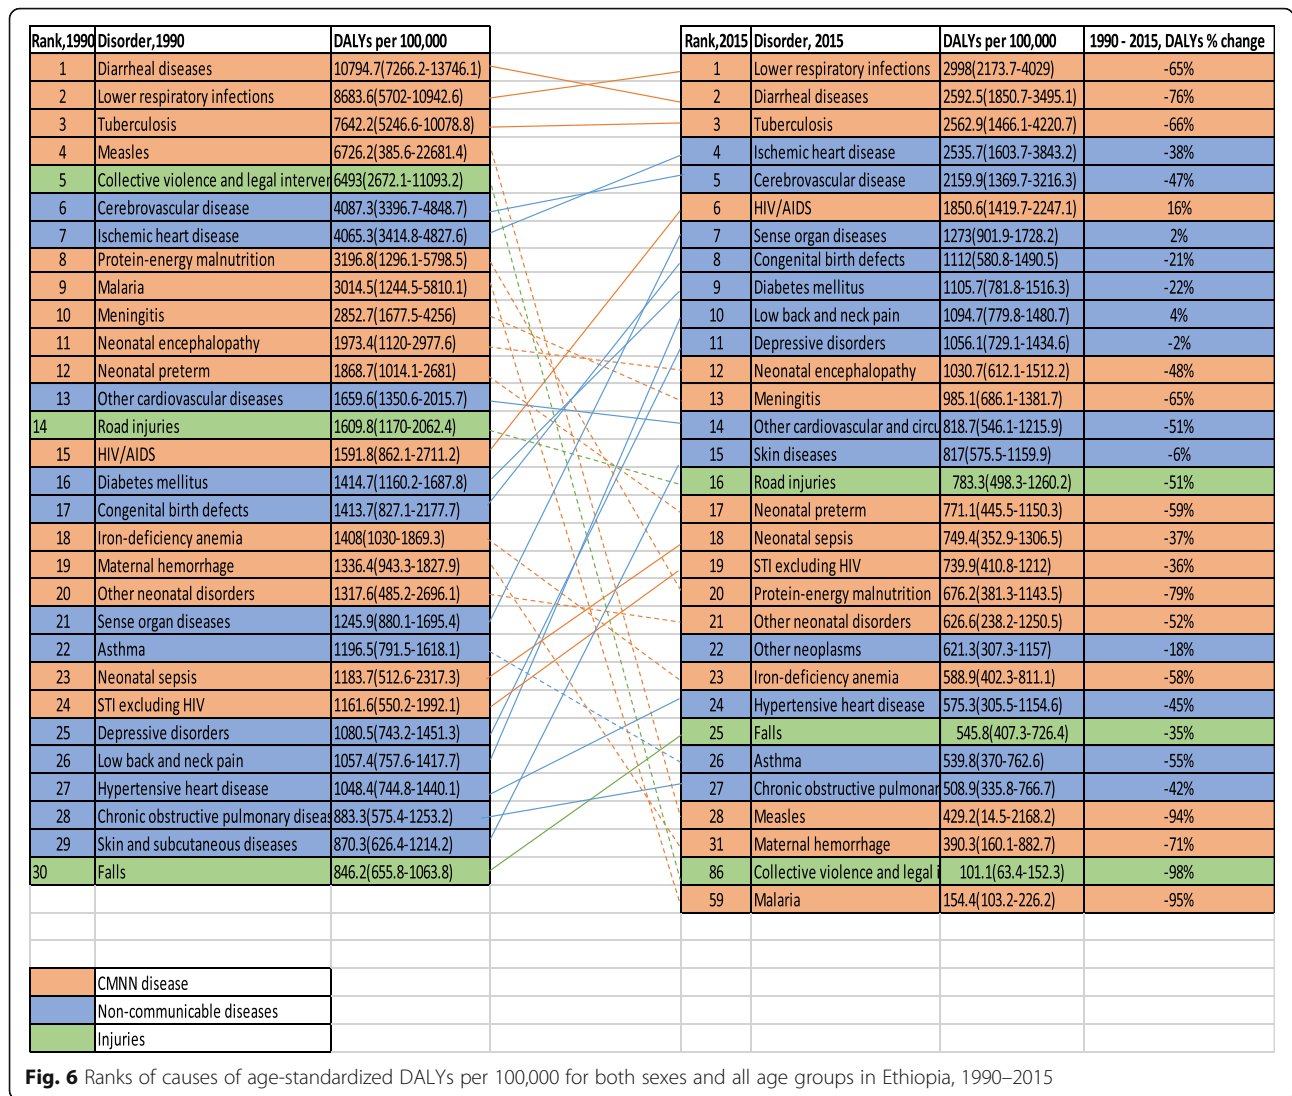 Rank,1990 Disorder,1990 DALYs per 100,000
1 Diarrheal diseases 10794.7(7266.2-13746.1)
2 Lower respiratory infections 8683.6(5702-10942.6)
3 Tuberculosis 7642.2(5246.6-10078.8)
4 Measles 6726.2(385.6-22681.4)
5 Collective violence and legal interver 6493(2672.1-11093.2)
6 Cerebrovascular disease 4087.3(3396.7-4848.7)
7 Ischemic heart disease 4065.3(3414.8-4827.6)
8 Protein-energy malnutrition 3196.8(1296.1-5798.5)
9 Malaria 3014.5(1244.5-5810.1)
10 Meningitis 2852.7(1677.5-4256)
11 Neonatal encephalopathy 1973.4(1120-2977.6)
12 Neonatal preterm 1868.7(1014.1-2681)
13 Other cardiovascular diseases 1659.6(1350.6-2015.7)
14 Road injuries 1609.8(1170-2062.4)
15 HIV/AIDS 1591.8(862.1-2711.2)
16 Diabetes mellitus 1414.7(1160.2-1687.8)
17 Congenital birth defects 1413.7(827.1-2177.7)
18 Iron-deficiency anemia 1408(1030-1869.3)
19 Maternal hemorrhage 1336.4(943.3-1827.9)
20 Other neonatal disorders 1317.6(485.2-2696.1)
21 Sense organ diseases 1245.9(880.1-1695.4)
22 Asthma 1196.5(791.5-1618.1)
23 Neonatal sepsis 1183.7(512.6-2317.3)
24 STI excluding HIV 1161.6(550.2-1992.1)
25 Depressive disorders 1080.5(743.2-1451.3)
26 Low back and neck pain 1057.4(757.6-1417.7)
27 Hypertensive heart disease 1048.4(744.8-1440.1)
28 Chronic obstructive pulmonary diseas 883.3(575.4-1253.2)
29 Skin and subcutaneous diseases 870.3(626.4-1214.2)
30 Falls 846.2(655.8-1063.8)
Rank,2015 Disorder, 2015 DALYs per 100,000 1990 - 2015, DALYs % change
1 Lower respiratory infections 2998(2173.7-4029) -65%
2 Diarrheal diseases 2592.5(1850.7-3495.1) -76%
3 Tuberculosis 2562.9(1466.1-4220.7) -66%
4 Ischemic heart disease 2535.7(1603.7-3843.2) -38%
5 Cerebrovascular disease 2159.9(1369.7-3216.3) -47%
6 HIV/AIDS 1850.6(1419.7-2247.1) 16%
7 Sense organ diseases 1273(901.9-1728.2) 2%
8 Congenital birth defects 1112(580.8-1490.5) -21%
9 Diabetes mellitus 1105.7(781.8-1516.3) -22%
10 Low back and neck pain 1094.7(779.8-1480.7) 4%
11 Depressive disorders 1056.1(729.1-1434.6) -2%
12 Neonatal encephalopathy 1030.7(612.1-1512.2) -48%
13 Meningitis 985.1(686.1-1381.7) -65%
14 Other cardiovascular and circu 818.7(546.1-1215.9) -51%
15 Skin diseases 817(575.5-1159.9) -6%
16 Road injuries 783.3(498.3-1260.2) -51%
17 Neonatal preterm 771.1(445.5-1150.3) -59%
18 Neonatal sepsis 749.4(352.9-1306.5) -37%
19 STI excluding HIV 739.9(410.8-1212) -36%
20 Protein-energy malnutrition 676.2(381.3-1143.5) -79%
21 Other neonatal disorders 626.6(238.2-1250.5) -52%
22 Other neoplasms 621.3(307.3-1157) -18%
23 Iron-deficiency anemia 588.9(402.3-811.1) -58%
24 Hypertensive heart disease 575.3(305.5-1154.6) -45%
25 Falls 545.8(407.3-726.4) -35%
26 Asthma 539.8(370-762.6) -55%
27 Chronic obstructive pulmonar 508.9(335.8-766.7) -42%
28 Measles 429.2(14.5-2168.2) -94%
31 Maternal hemorrhage 390.3(160.1-882.7) -71%
86 Collective violence and legal i 101.1(63.4-152.3) -98%
59 Malaria 154.4(103.2-226.2) -95%
CMNN disease
Non-communicable diseases
Injuries
Fig. 6 Ranks of causes of age-standardized DALYs per 100,000 for both sexes and all age groups in Ethiopia, 1990–2015